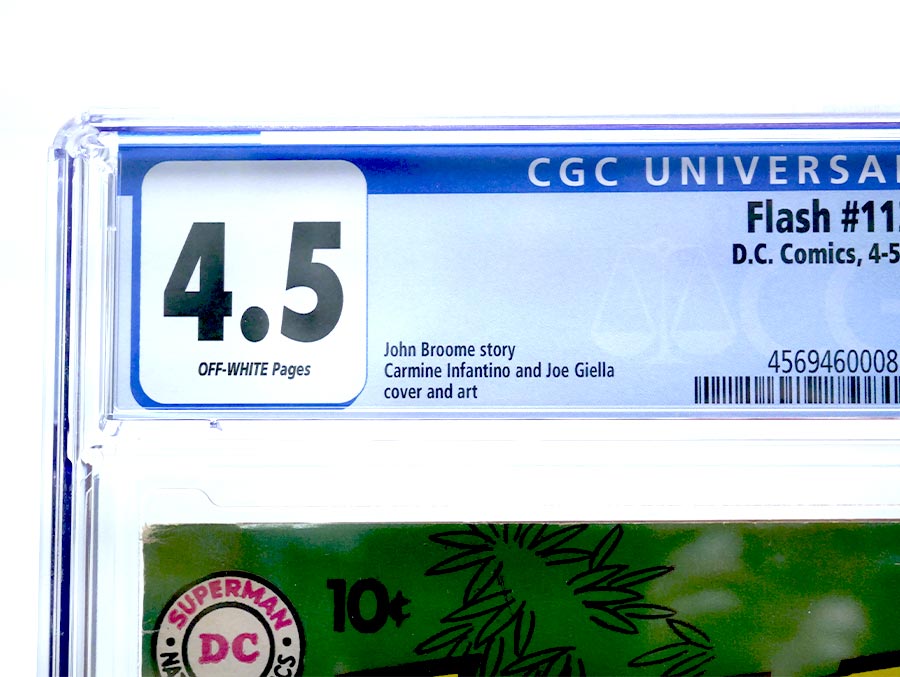 CGC UNIVERSA
4.5
OFF-WHITE Pages
Flash #11
D.C. Comics, 4-5
John Broome story
Carmine Infantino and Joe Giella
cover and art
4569460008
SUPERMAN
DC
10¢